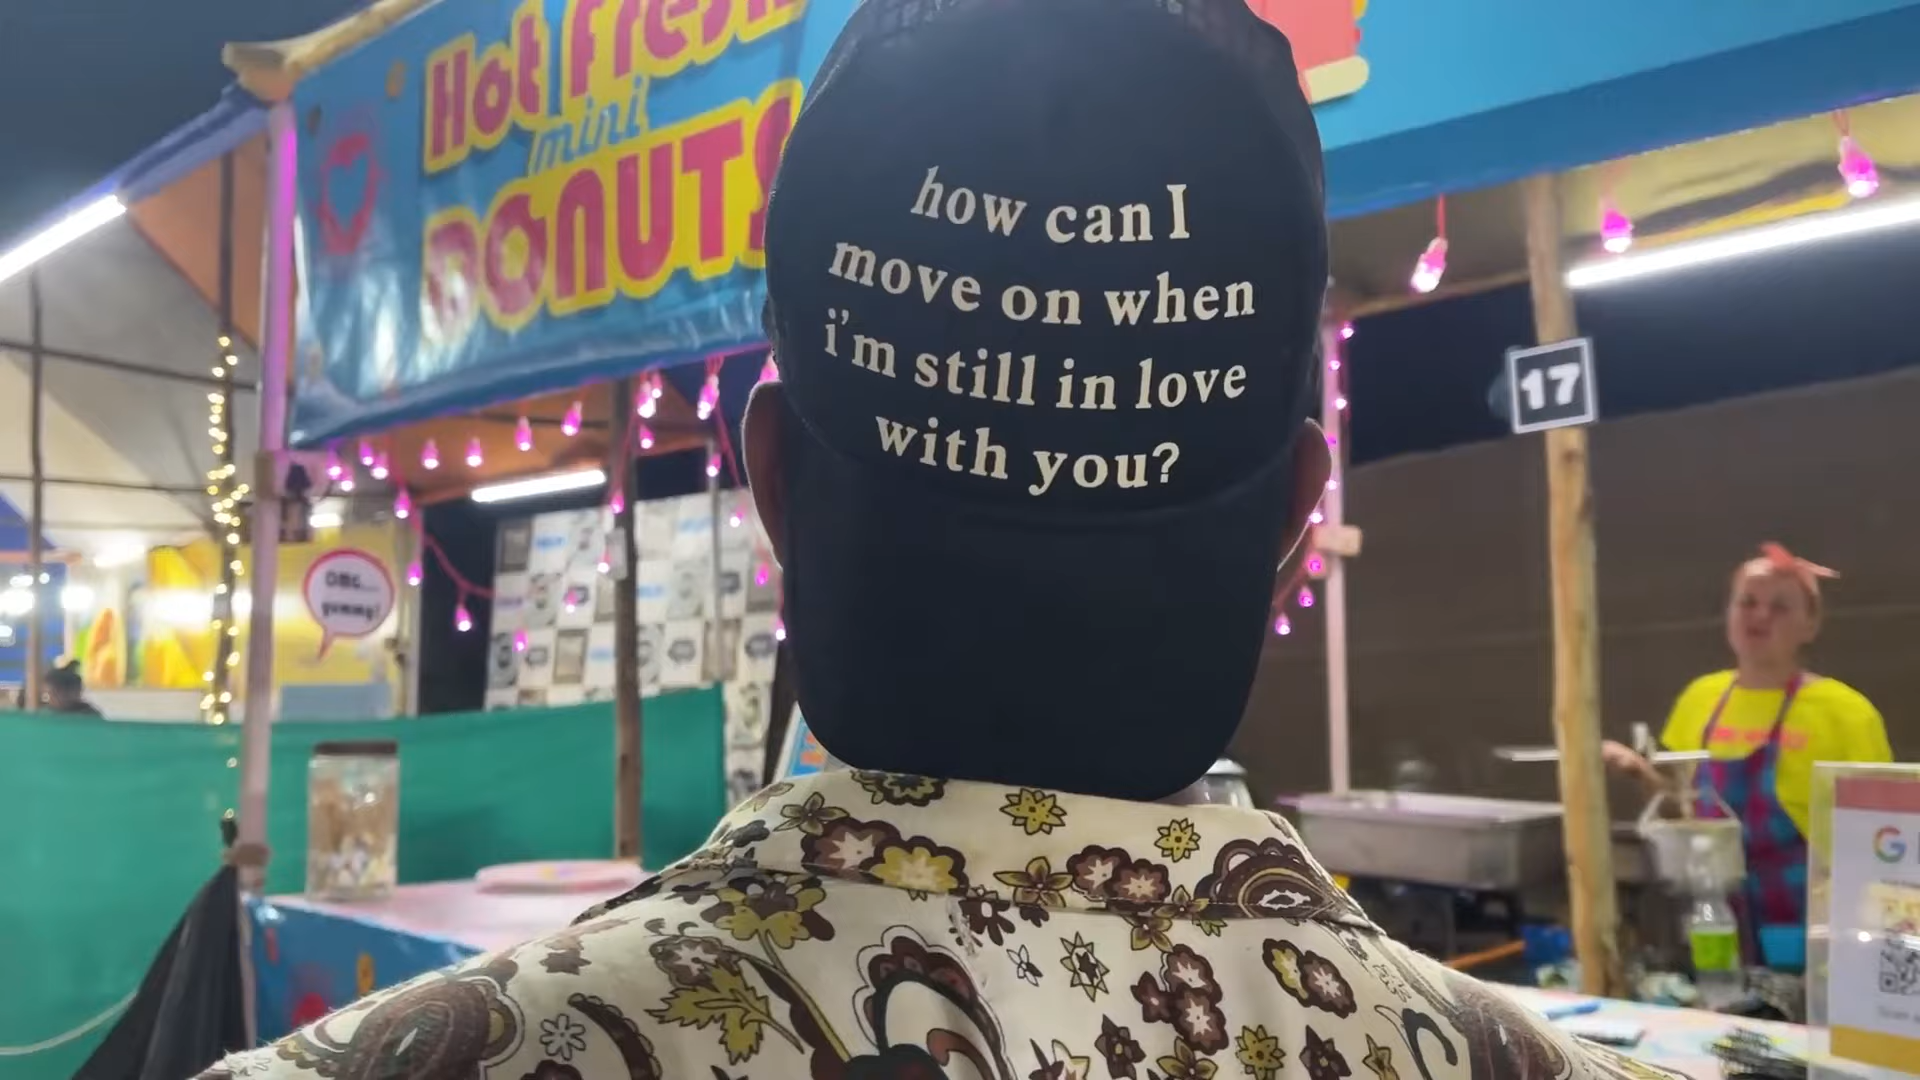 Hot Fresh
mini
DONUTS
how can I
move on when
i'm still in love
with you?
17
OMG...
yummy!
G